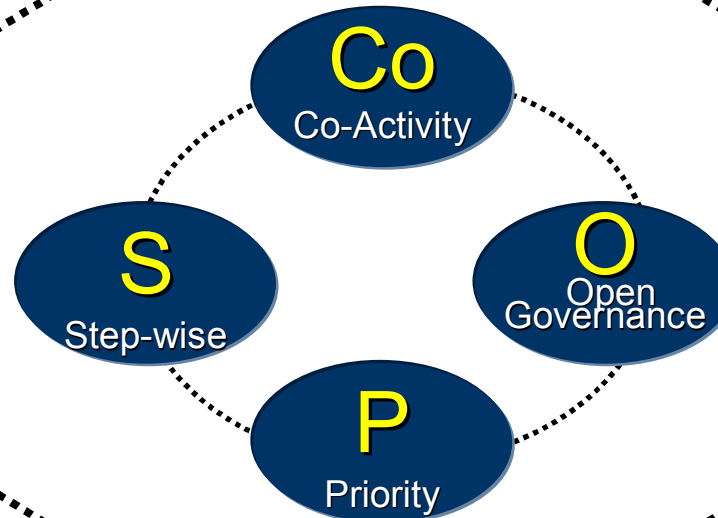 Co
Co-Activity
S
Step-wise
O
Open
Governance
P
Priority